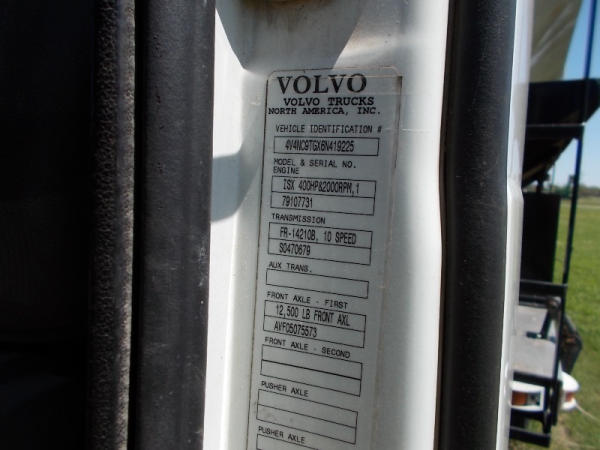 VOLVO
VOLVO TRUCKS
NORTH AMERICA, INC.
VEHICLE IDENTIFICATION #
4V4NC9TGX6N419225
MODEL & SERIAL NO.
ENGINE
ISX 400HP@2000RPM,1
79107731
TRANSMISSION
FR-14210B, 10 SPEED
S0470679
AUX TRANS.
FRONT AXLE - FIRST
12,500 LB FRONT AXL
AVF05075573
FRONT AXLE - SECOND
PUSHER AXLE
PUSHER AXLE